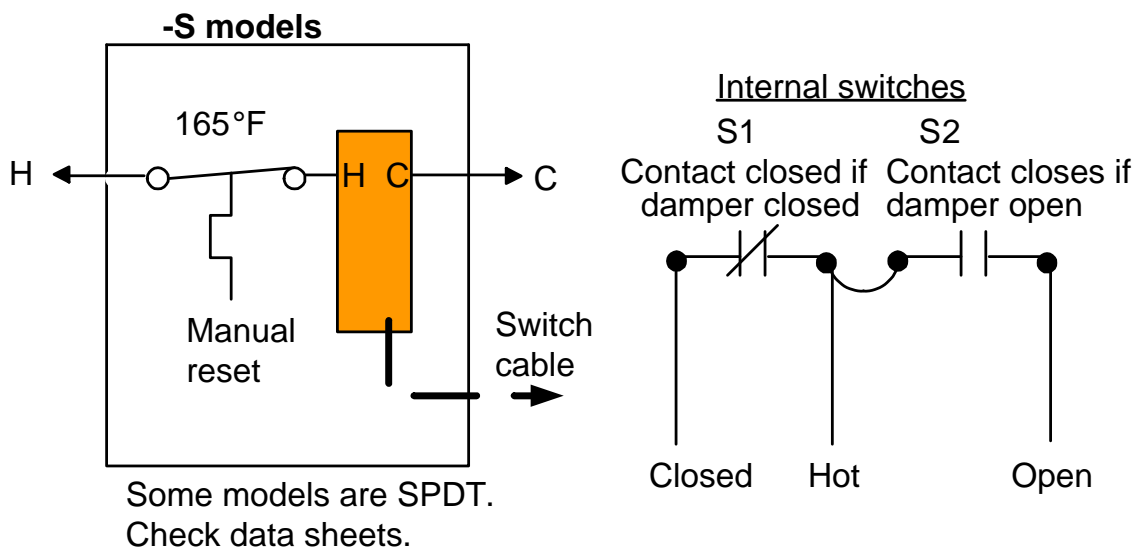 -S models
165°F
H
H C
C
Manual
reset
Switch
cable
Some models are SPDT.
Check data sheets.
Internal switches
S1
Contact closed if
damper closed
S2
Contact closes if
damper open
Closed
Hot
Open